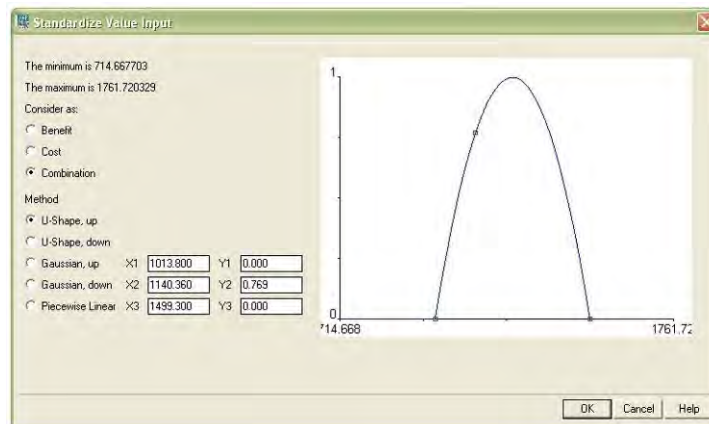 Standardize Value Input
The minimum is 714.667703
The maximum is 1761.720329
Consider as:
Benefit
Cost
Combination
Method
U-Shape, up
U-Shape, down
Gaussian, up X1 1013.800 Y1 0.000
Gaussian, down X2 1140.360 Y2 0.769
Piecewise Linear X3 1499.300 Y3 0.000
1
0
714.668 1761.72
OK Cancel Help